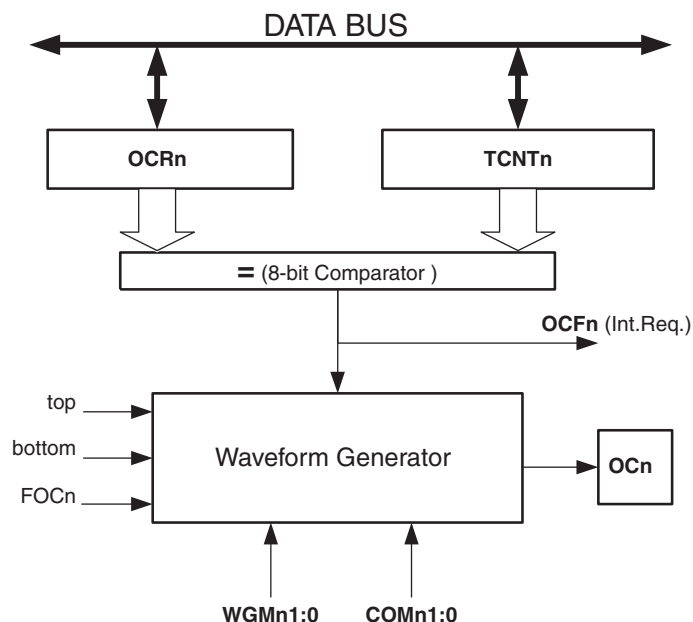 DATA BUS
OCRn
TCNTn
= (8-bit Comparator )
OCFn (Int.Req.)
top
bottom
FOCn
Waveform Generator
OCn
WGMn1:0
COMn1:0